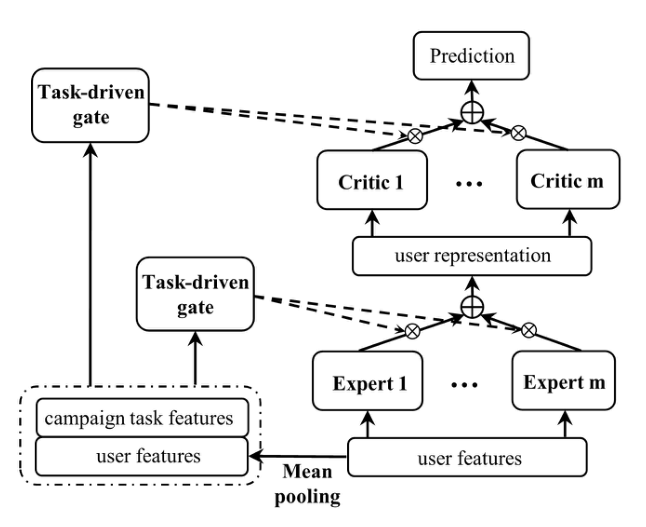 Prediction
Task-driven
gate
Critic 1
...
Critic m
user representation
Task-driven
gate
Expert 1
...
Expert m
campaign task features
user features
Mean
pooling
user features